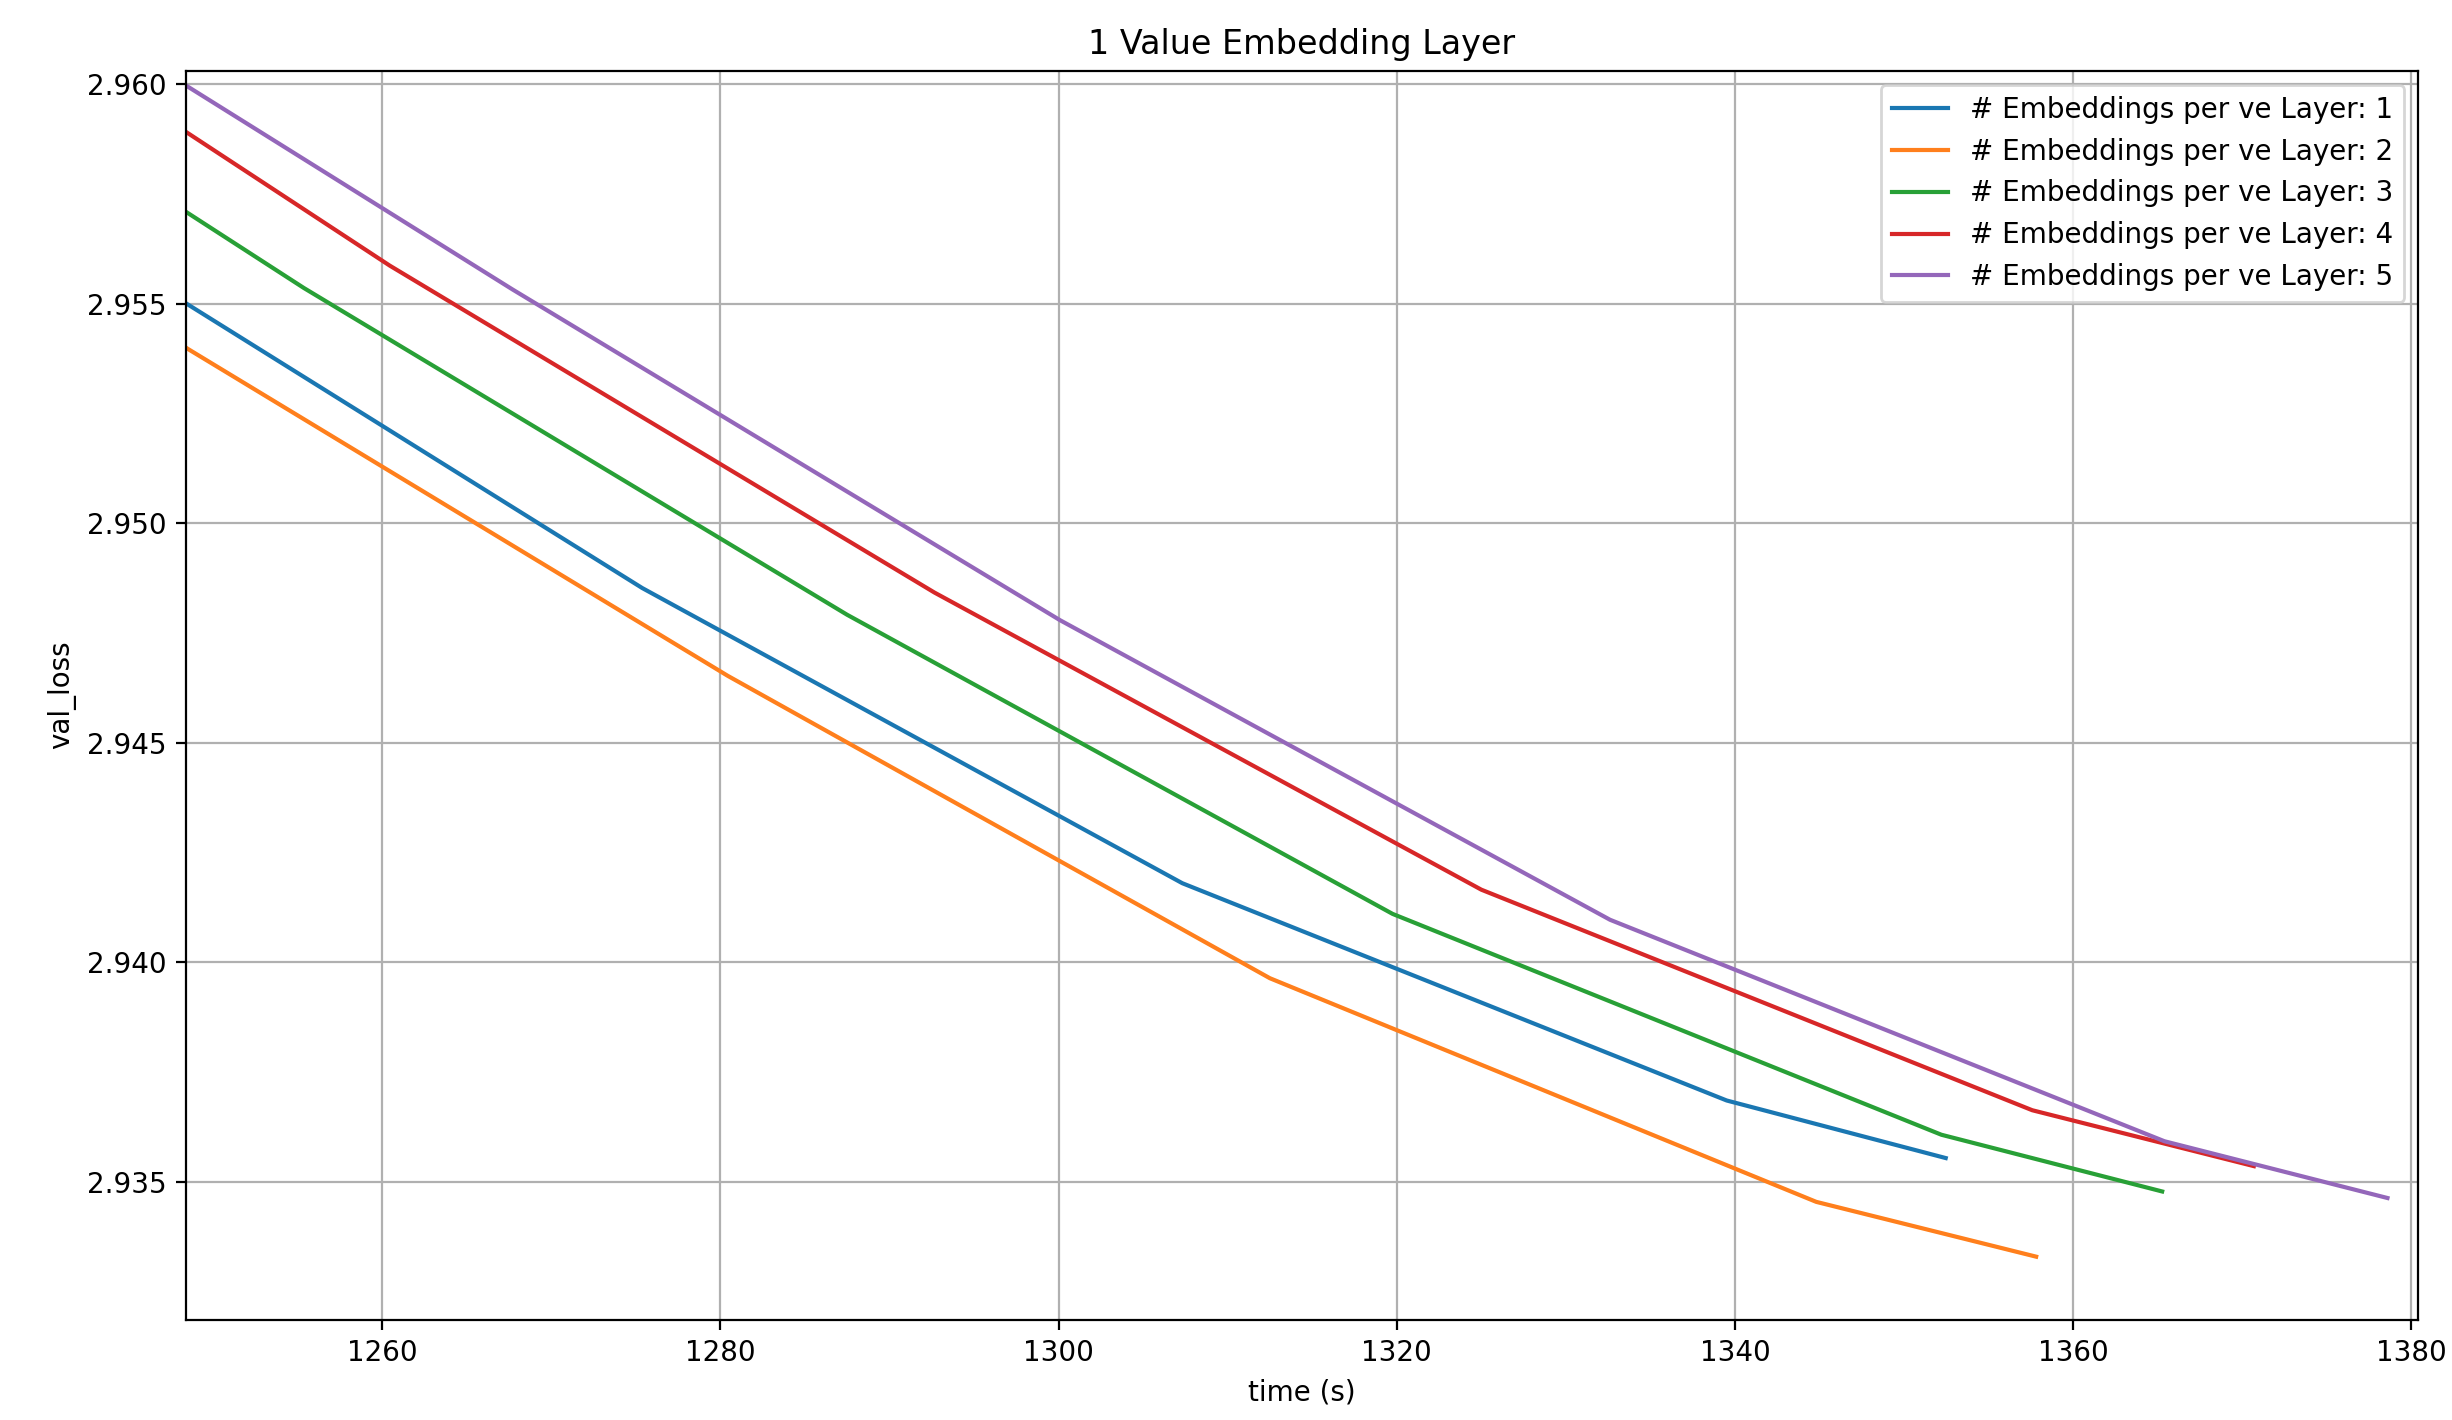 1 Value Embedding Layer
2.960
2.955
2.950
2.945
2.940
2.935
val_loss
# Embeddings per ve Layer: 1
# Embeddings per ve Layer: 2
# Embeddings per ve Layer: 3
# Embeddings per ve Layer: 4
# Embeddings per ve Layer: 5
1260 1280 1300 1320 1340 1360 1380
time (s)